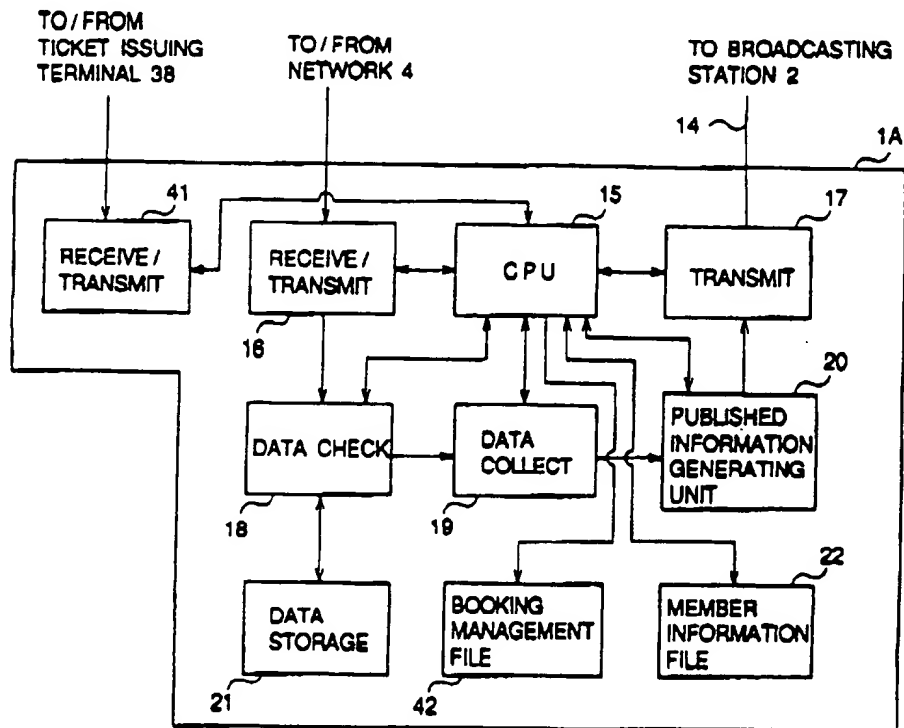 TO/FROM
TICKET ISSUING
TERMINAL 38
TO/FROM
NETWORK 4
TO BROADCASTING
STATION 2
14
1A
41
RECEIVE/
TRANSMIT
RECEIVE/
TRANSMIT
16
15
CPU
17
TRANSMIT
DATA CHECK
18
DATA
COLLECT
19
20
PUBLISHED
INFORMATION
GENERATING
UNIT
DATA
STORAGE
21
BOOKING
MANAGEMENT
FILE
42
22
MEMBER
INFORMATION
FILE